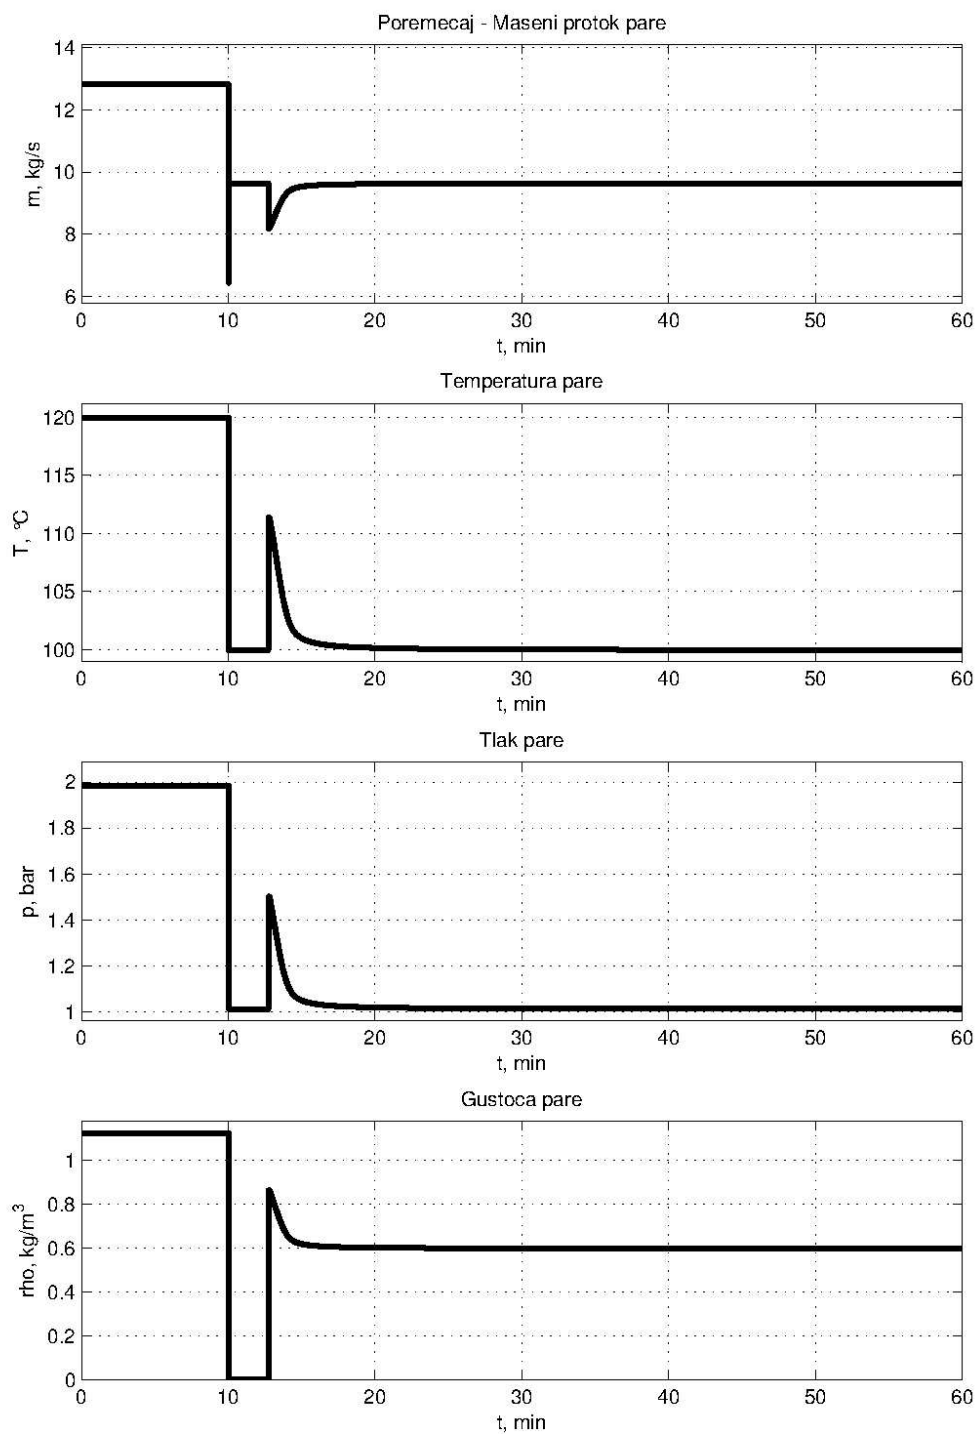 Poremecaj - Maseni protok pare
14
12
10
8
6
m, kg/s
0 10 20 30 40 50 60
t, min
Temperatura pare
120
115
110
105
100
T, °C
0 10 20 30 40 50 60
t, min
Tlak pare
2
1.8
1.6
1.4
1.2
1
p, bar
0 10 20 30 40 50 60
t, min
Gustoca pare
1
0.8
0.6
0.4
0.2
0
rho, kg/m³
0 10 20 30 40 50 60
t, min